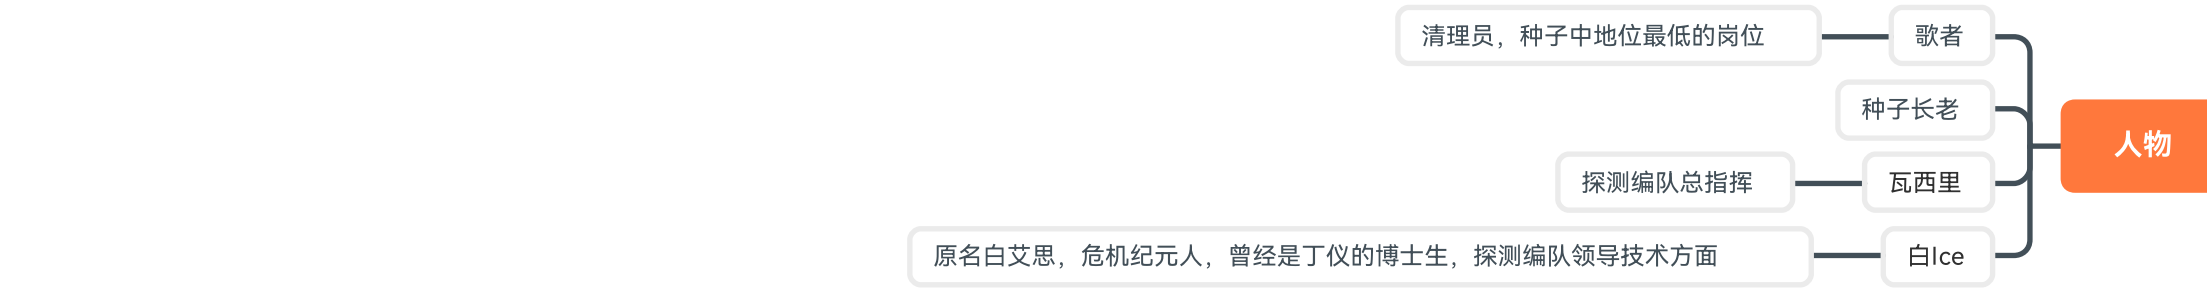 清理员，种子中地位最低的岗位
歌者
种子长老
人物
探测编队总指挥
瓦西里
原名白艾思，危机纪元人，曾经是丁仪的博士生，探测编队领导技术方面
白Ice